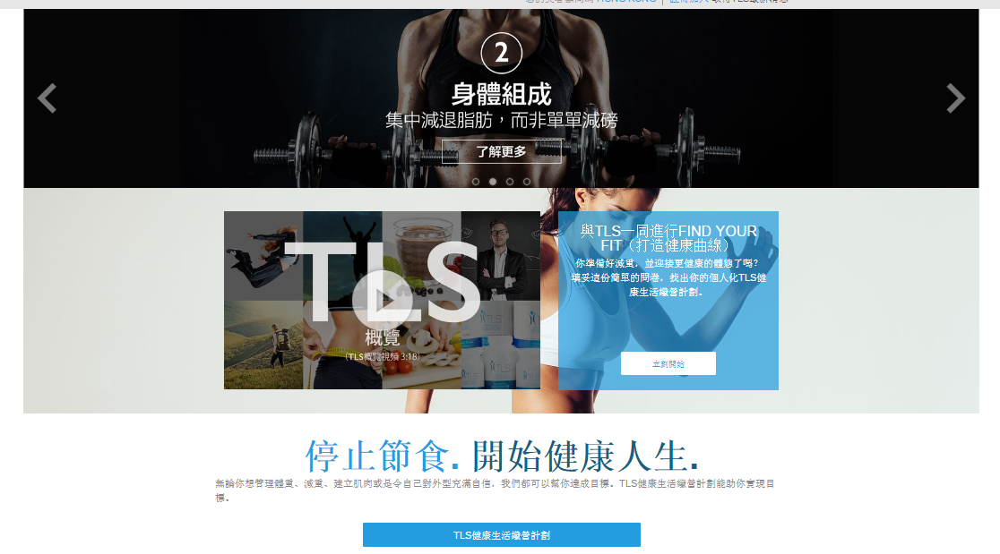 HONG KONG
2
身體組成
集中減退脂肪，而非單單減磅
了解更多
TLS
概覽
(TLS概覽視頻 3:18)
與TLS一同進行FIND YOUR
FIT（打造健康曲線）
你準備好減重，並迎接更健康的體態了嗎？
填妥這份簡單的問卷，找出你的個人化TLS健
康生活纖營計劃。
立刻開始
停止節食. 開始健康人生.
無論你想管理體重、減重、建立肌肉或是令自己對外型充滿自信，我們都可以幫你達成目標。TLS健康生活纖營計劃能助你實現目
標。
TLS健康生活纖營計劃